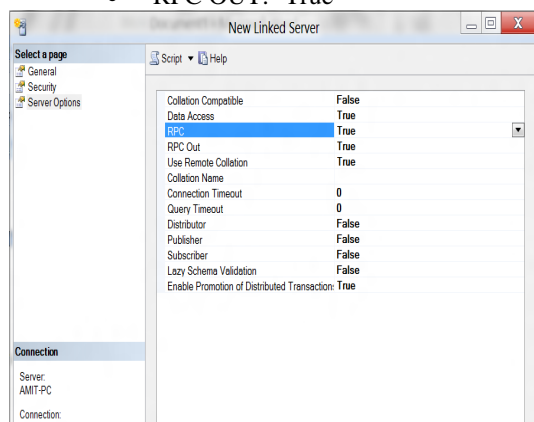 RPC OUT: True
New Linked Server
X
Select a page
General
Security
Server Options
Script Help
Collation Compatible False
Data Access True
RPC True
RPC Out True
Use Remote Collation True
Collation Name
Connection Timeout 0
Query Timeout 0
Distributor False
Publisher False
Subscriber False
Lazy Schema Validation False
Enable Promotion of Distributed Transaction: True
Connection
Server:
AMIT-PC
Connection: